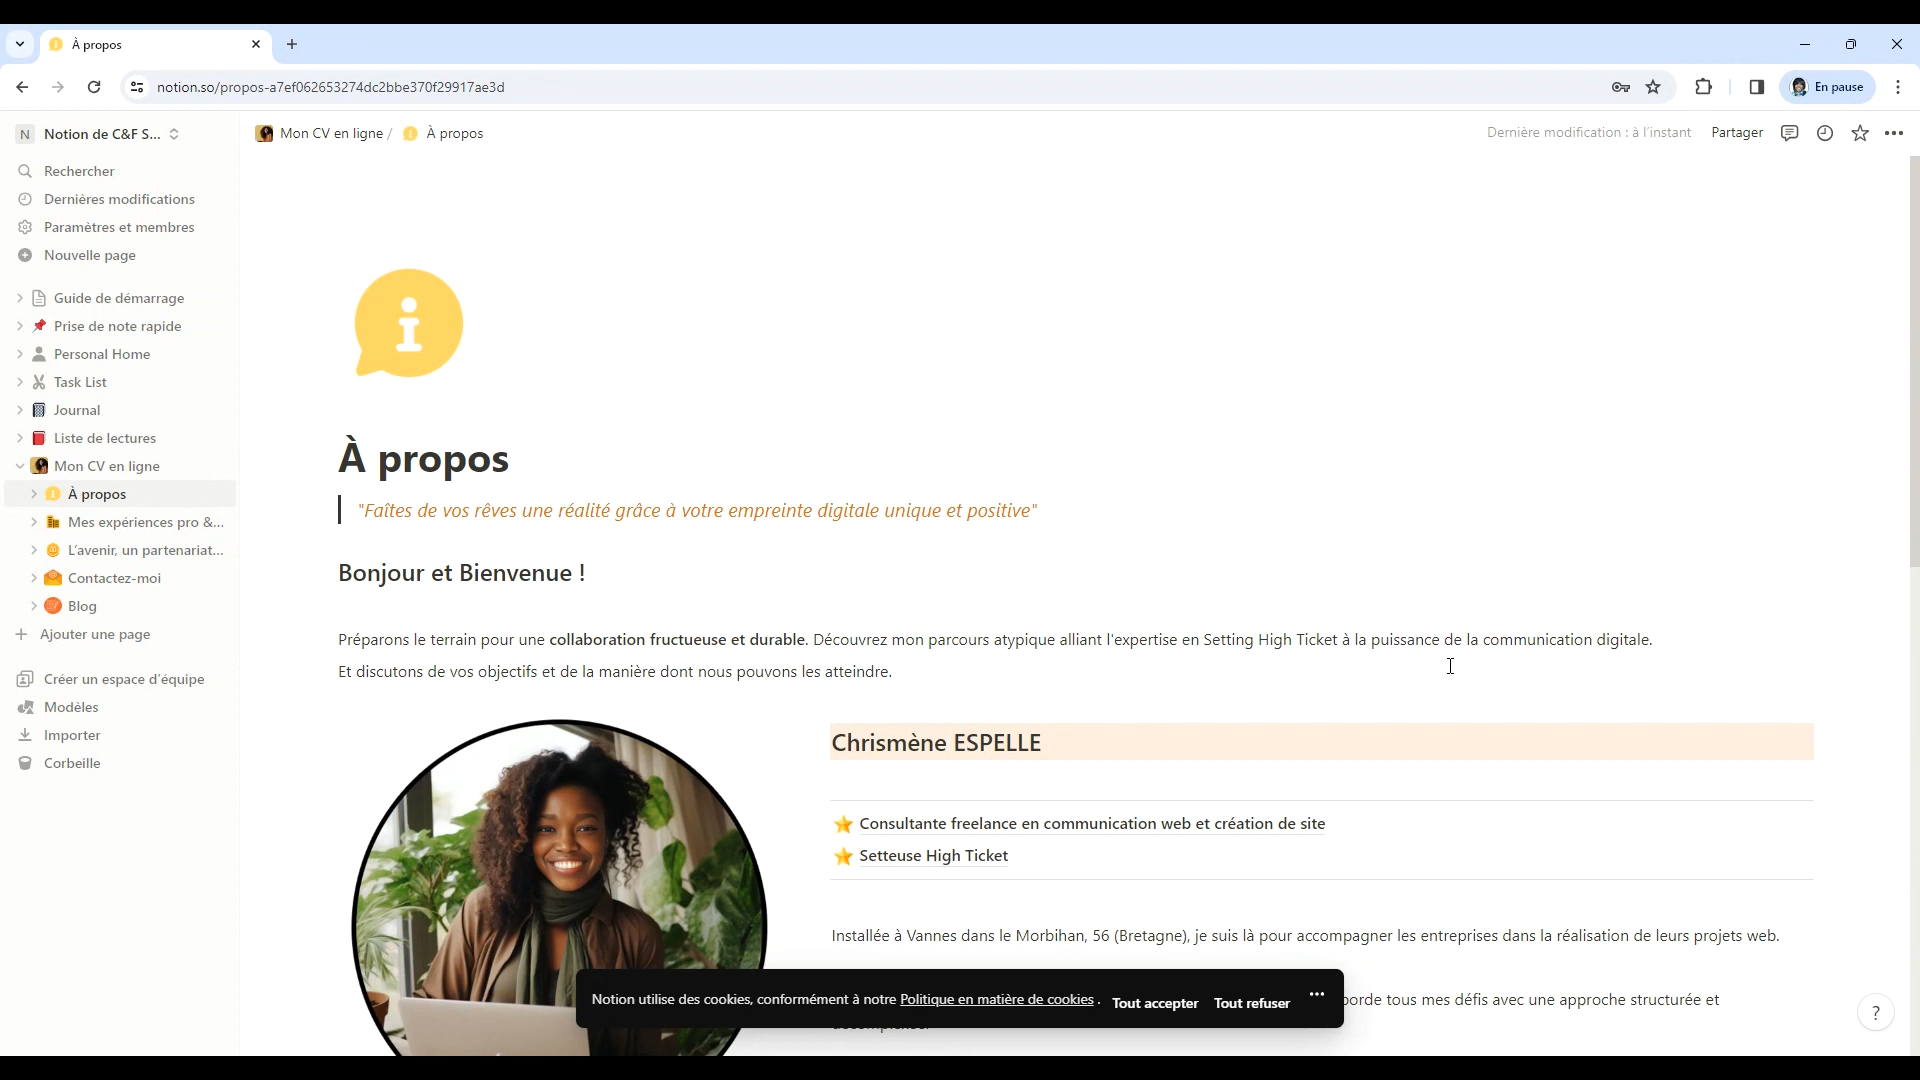 À propos
notion.so/propos-a7ef062653274dc2bbe370f29917ae3d
En pause
N Notion de C&F S...
Mon CV en ligne / À propos
Dernière modification : à l'instant Partager
Rechercher
Dernières modifications
Paramètres et membres
Nouvelle page
Guide de démarrage
Prise de note rapide
Personal Home
Task List
Journal
Liste de lectures
Mon CV en ligne
À propos
Mes expériences pro &...
L'avenir, un partenariat...
Contactez-moi
Blog
Ajouter une page
Créer un espace d'équipe
Modèles
Importer
Corbeille
À propos
"Faîtes de vos rêves une réalité grâce à votre empreinte digitale unique et positive"
Bonjour et Bienvenue !
Préparons le terrain pour une collaboration fructueuse et durable. Découvrez mon parcours atypique alliant l'expertise en Setting High Ticket à la puissance de la communication digitale.
Et discutons de vos objectifs et de la manière dont nous pouvons les atteindre.
Chrismène ESPELLE
⭐ Consultante freelance en communication web et création de site
⭐ Setteuse High Ticket
Installée à Vannes dans le Morbihan, 56 (Bretagne), je suis là pour accompagner les entreprises dans la réalisation de leurs projets web.
tous mes défis avec une approche structurée et
Notion utilise des cookies, conformément à notre Politique en matière de cookies . Tout accepter Tout refuser
?